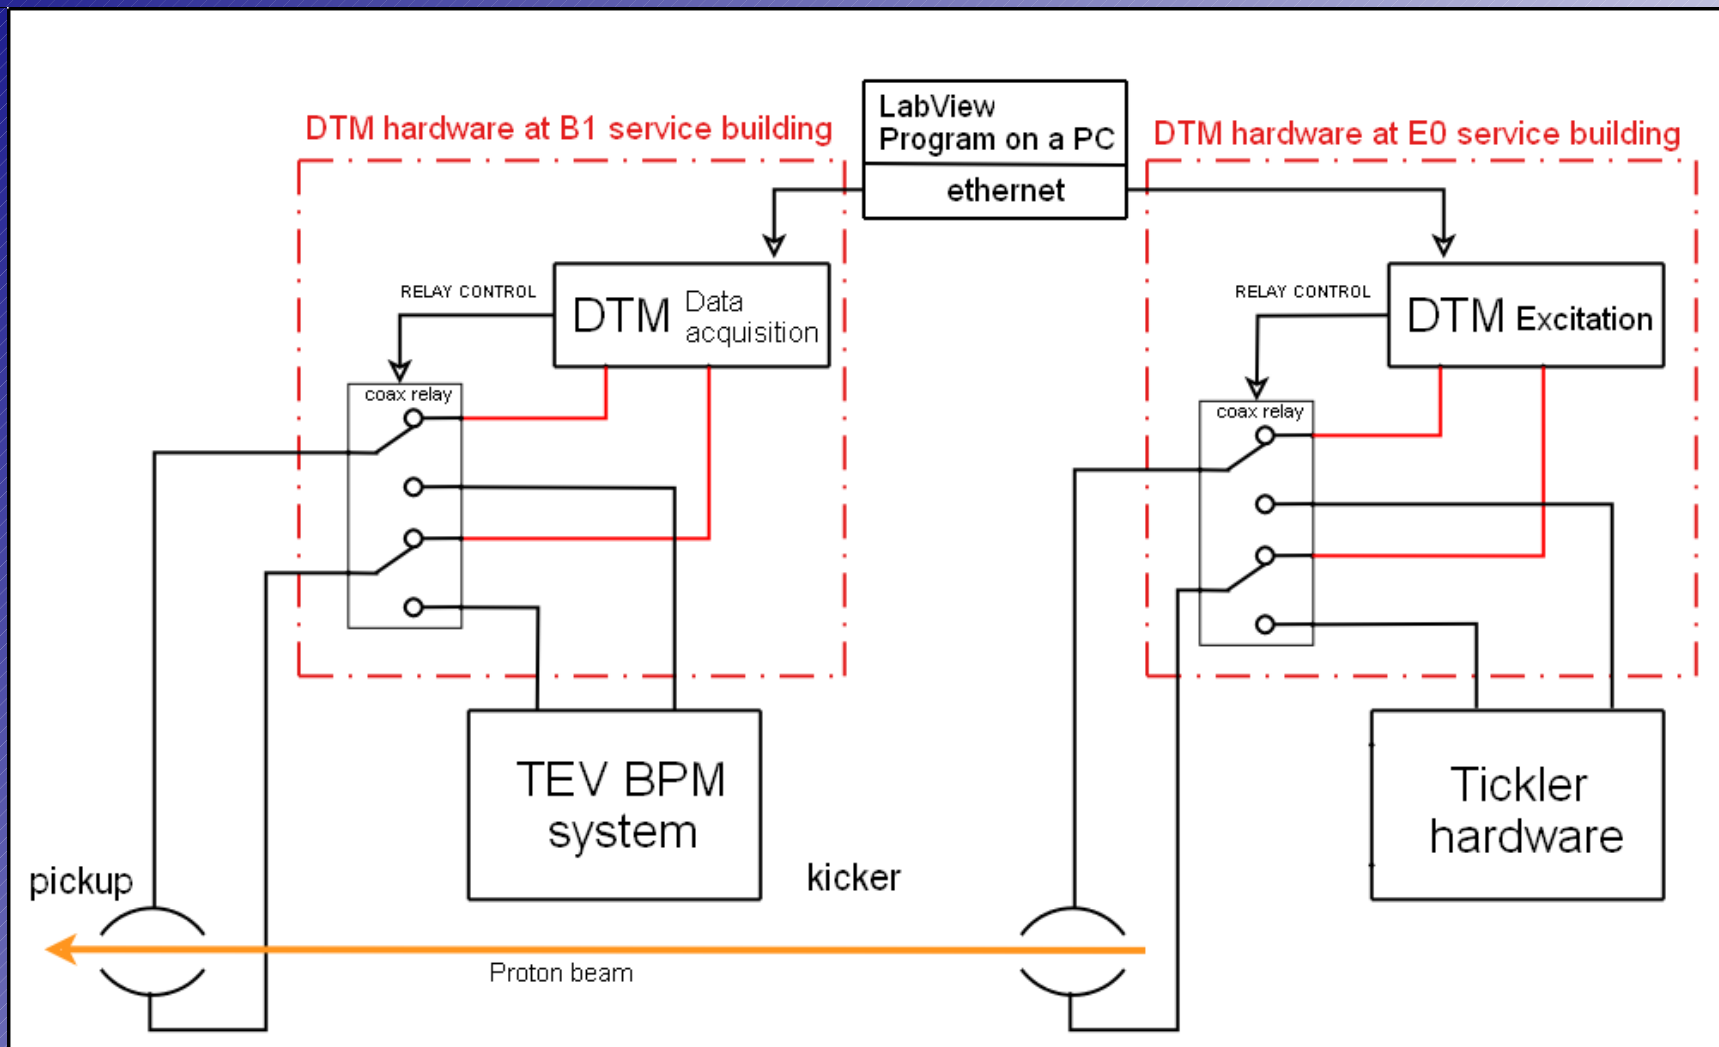 LabView
Program on a PC
ethernet
DTM hardware at B1 service building
DTM hardware at E0 service building
RELAY CONTROL
DTM Data
acquisition
coax relay
RELAY CONTROL
DTM Excitation
coax relay
TEV BPM
system
Tickler
hardware
pickup
kicker
Proton beam